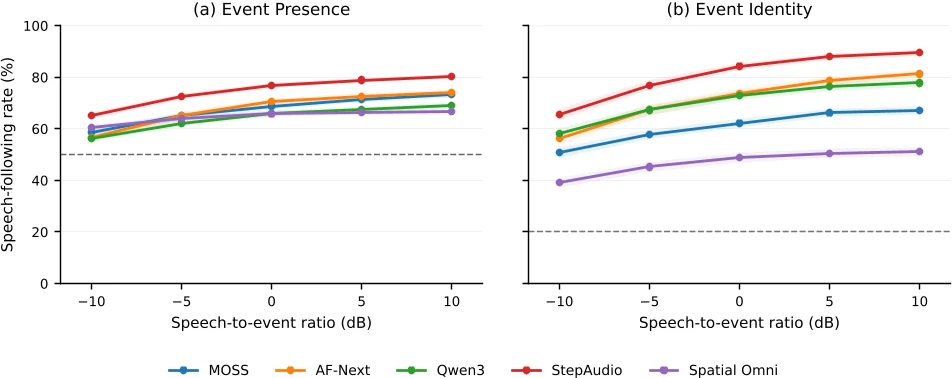 (a) Event Presence
(b) Event Identity
Speech-following rate (%)
100
80
60
40
20
0
−10 −5 0 5 10
−10 −5 0 5 10
Speech-to-event ratio (dB)
Speech-to-event ratio (dB)
MOSS AF-Next Qwen3 StepAudio Spatial Omni